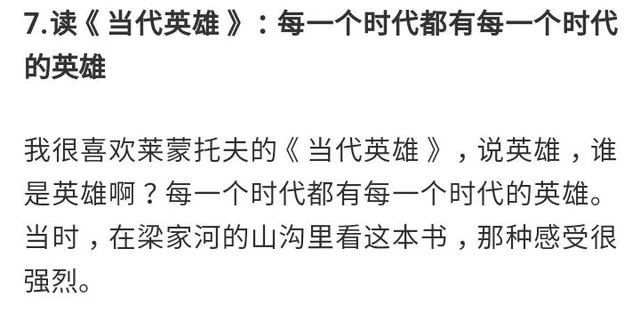 7.读《 当代英雄 》：每一个时代都有每一个时代
的英雄
我很喜欢莱蒙托夫的《 当代英雄 》，说英雄，谁
是英雄啊？每一个时代都有每一个时代的英雄。
当时，在梁家河的山沟里看这本书，那种感受很
强烈。